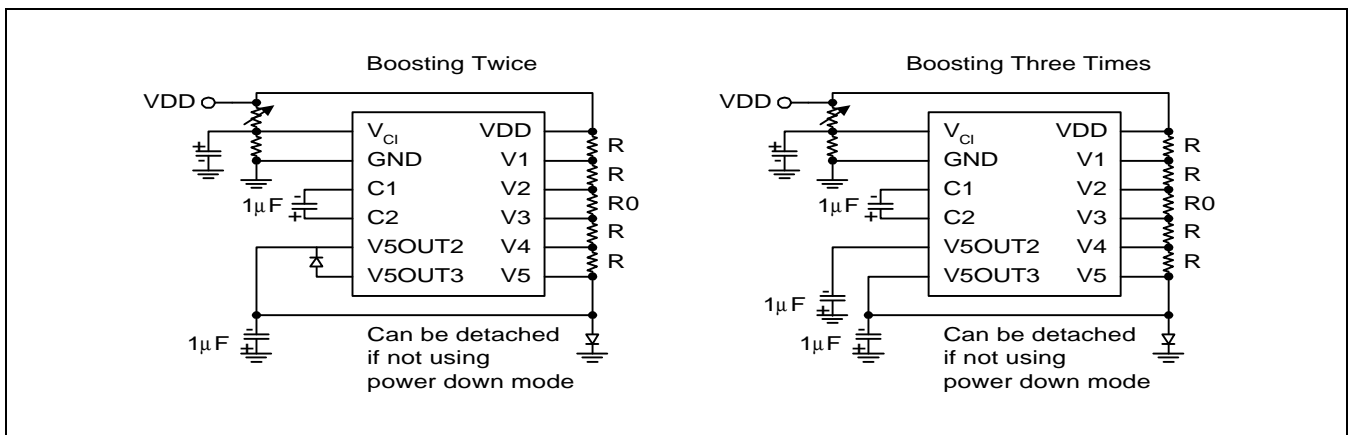 Boosting Twice
VDD
V_CI
VDD
R
GND
V1
R
C1
V2
1µF
R0
C2
V3
R
V5OUT2
V4
R
V5OUT3
V5
1µF
Can be detached
if not using
power down mode
Boosting Three Times
VDD
V_CI
VDD
R
GND
V1
R
C1
V2
1µF
R0
C2
V3
R
V5OUT2
V4
R
V5OUT3
V5
1µF
1µF
Can be detached
if not using
power down mode